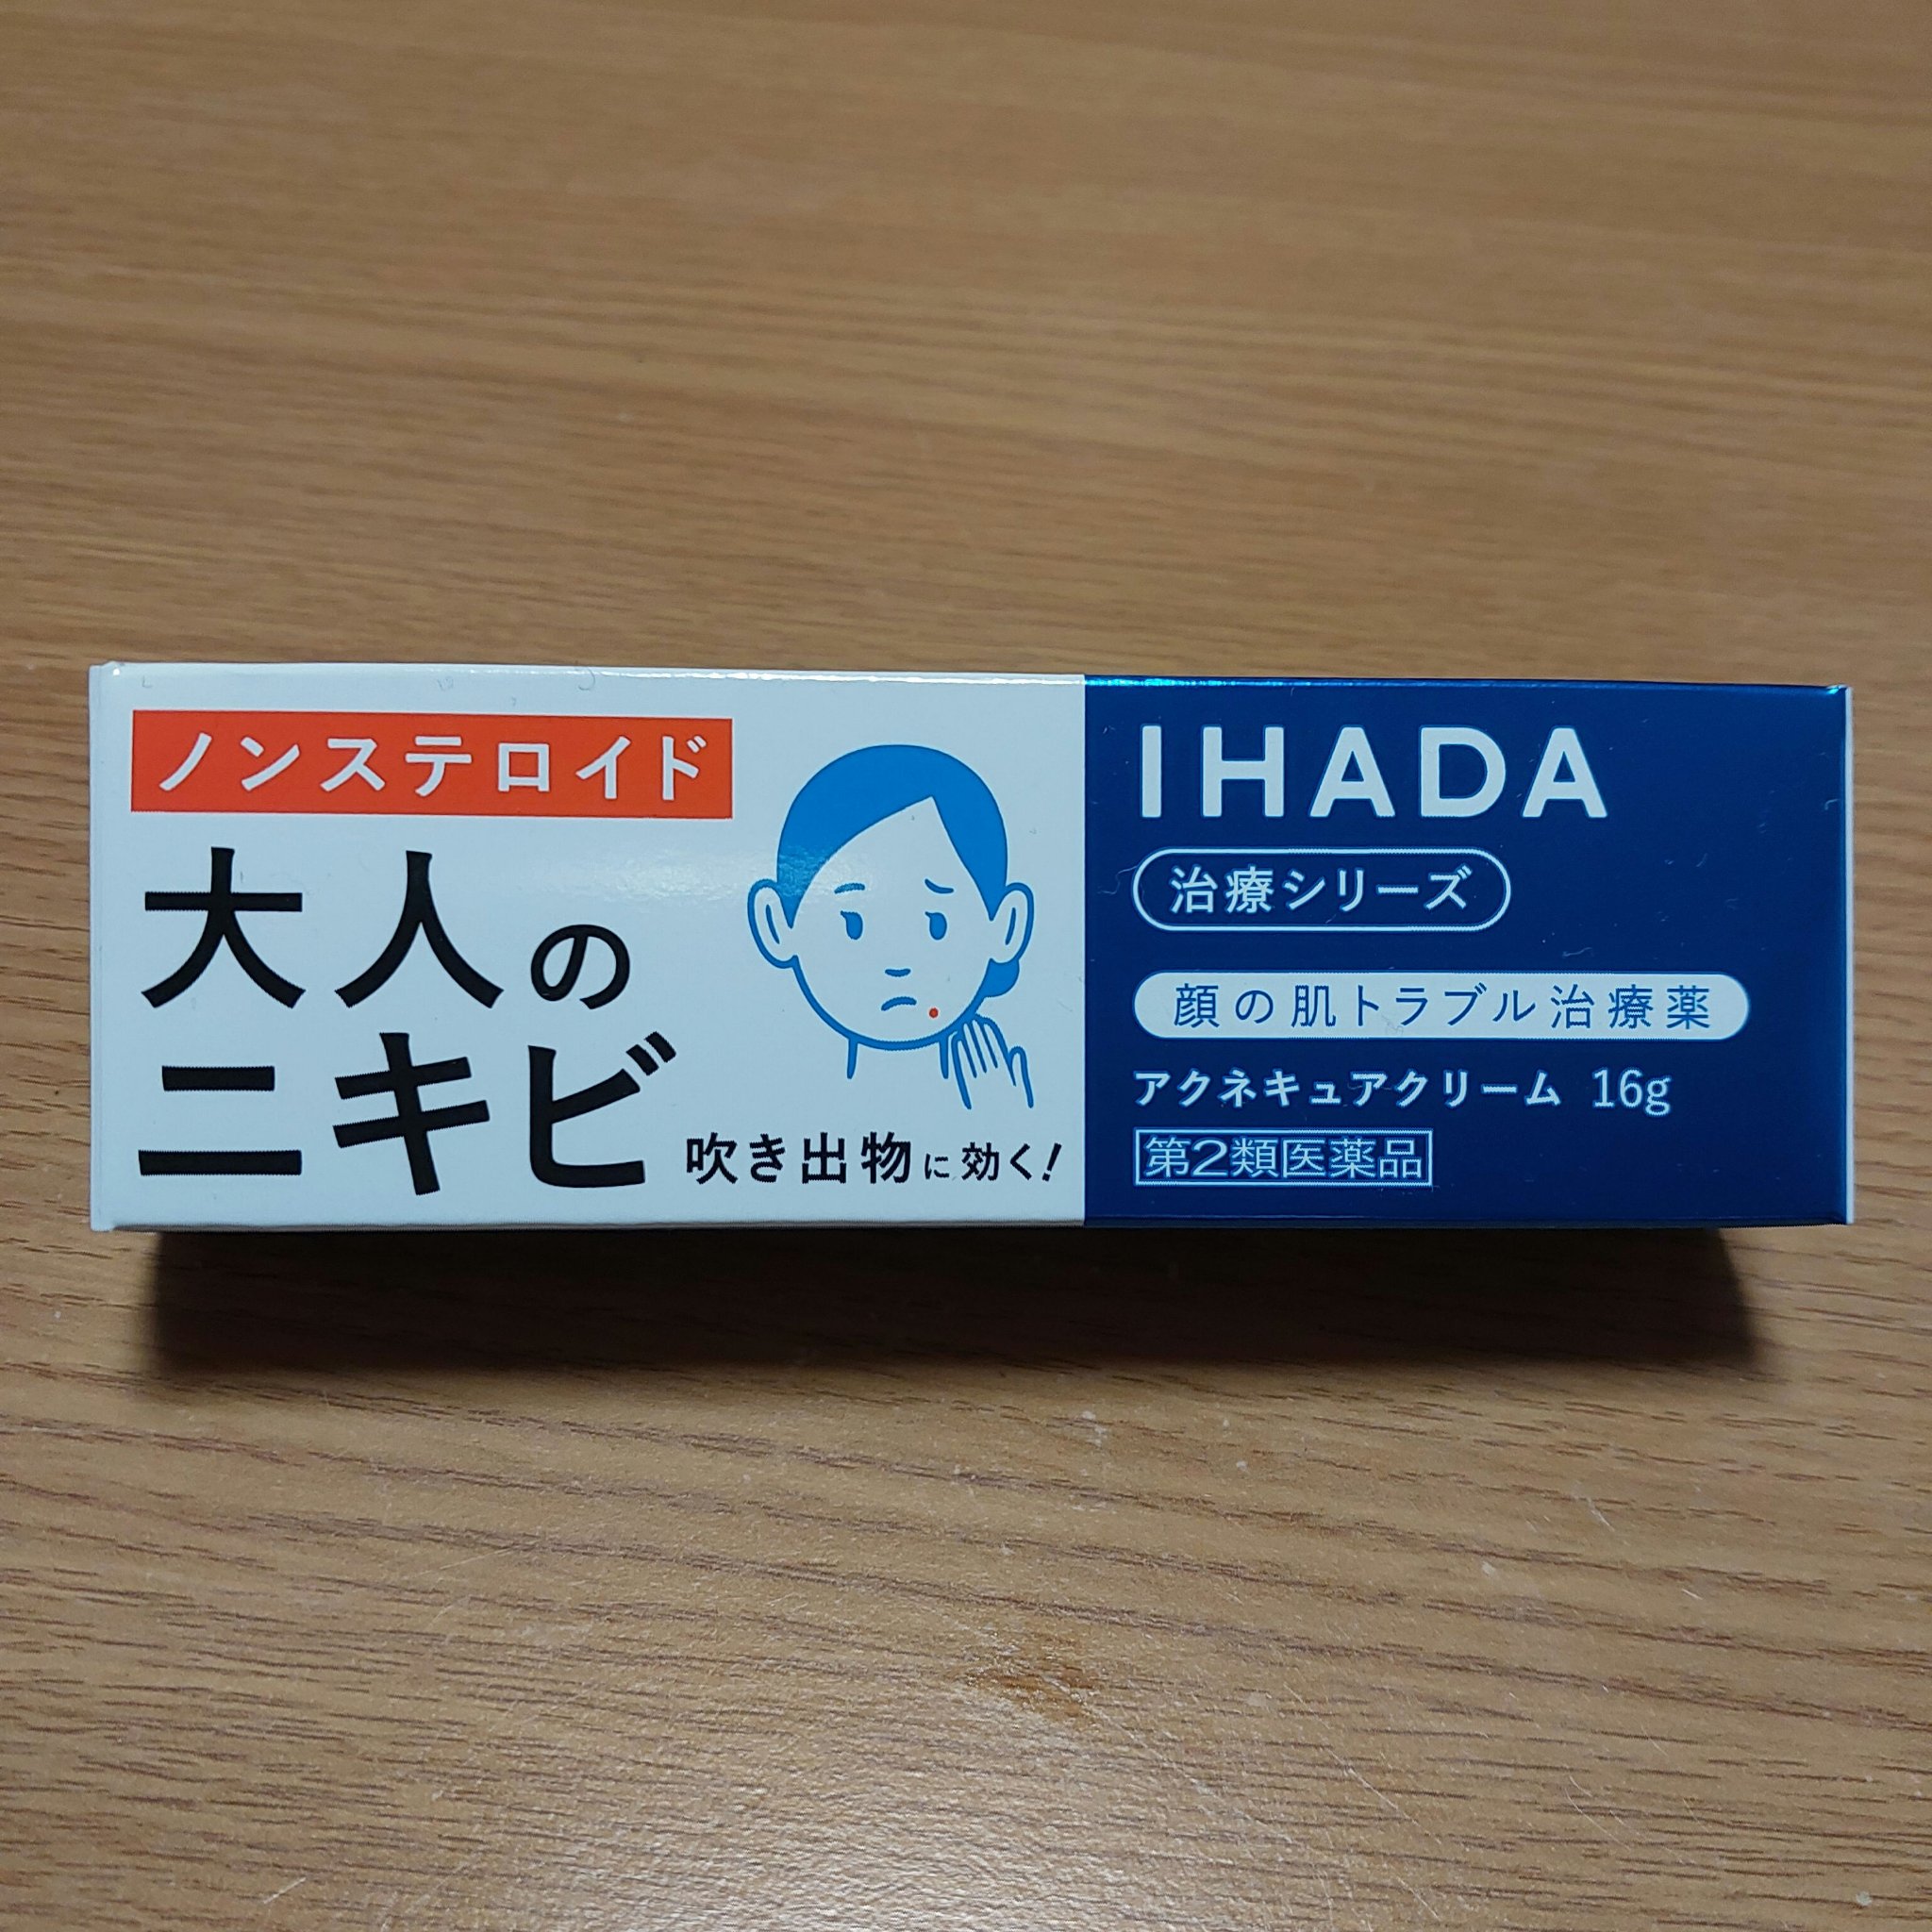 ノンステロイド
大人の
ニキビ
吹き出物に効く!
IHADA
治療シリーズ
顔の肌トラブル治療薬
アクネキュアクリーム 16g
第2類医薬品